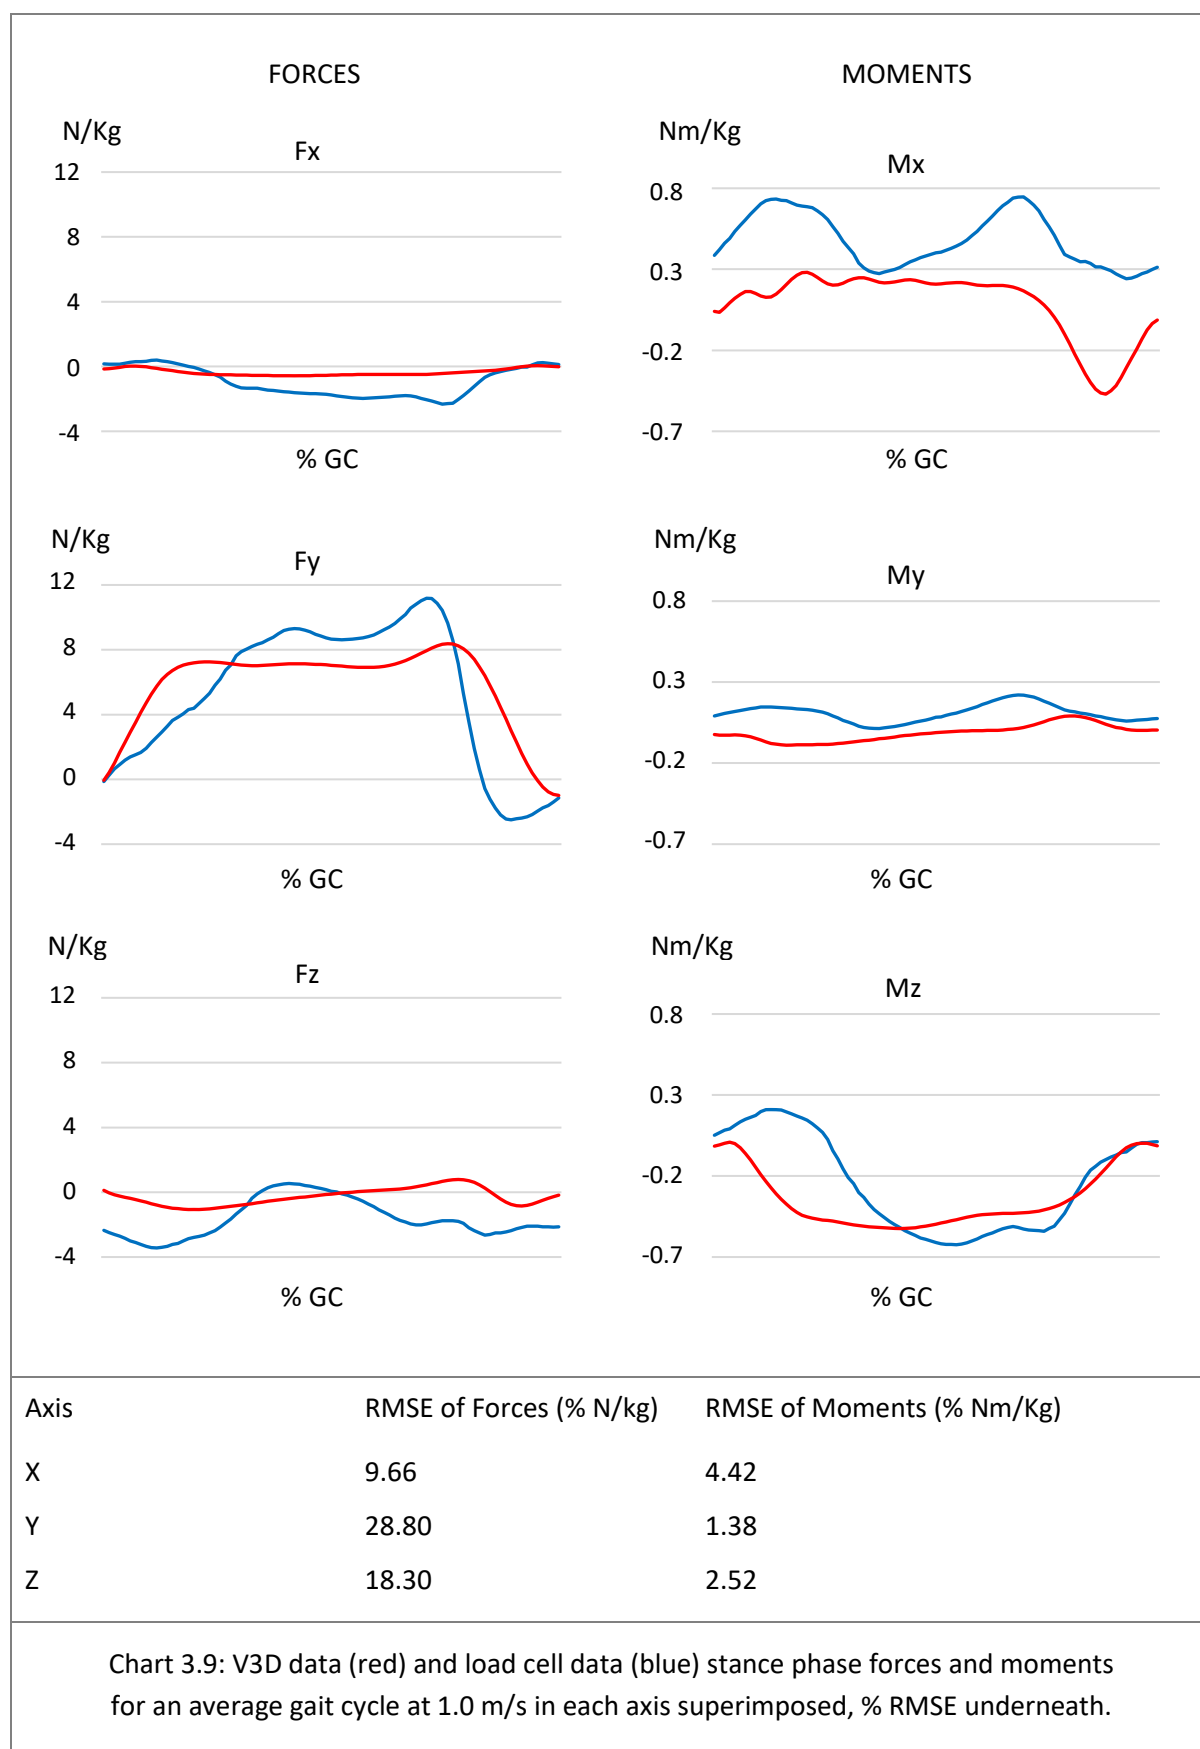 FORCES
MOMENTS
N/Kg
Fx
12
8
4
0
-4
% GC
Nm/Kg
Mx
0.8
0.3
-0.2
-0.7
% GC
N/Kg
Fy
12
8
4
0
-4
% GC
Nm/Kg
My
0.8
0.3
-0.2
-0.7
% GC
N/Kg
Fz
12
8
4
0
-4
% GC
Nm/Kg
Mz
0.8
0.3
-0.2
-0.7
% GC
Axis RMSE of Forces (% N/kg) RMSE of Moments (% Nm/Kg)
X 9.66 4.42
Y 28.80 1.38
Z 18.30 2.52
Chart 3.9: V3D data (red) and load cell data (blue) stance phase forces and moments
for an average gait cycle at 1.0 m/s in each axis superimposed, % RMSE underneath.